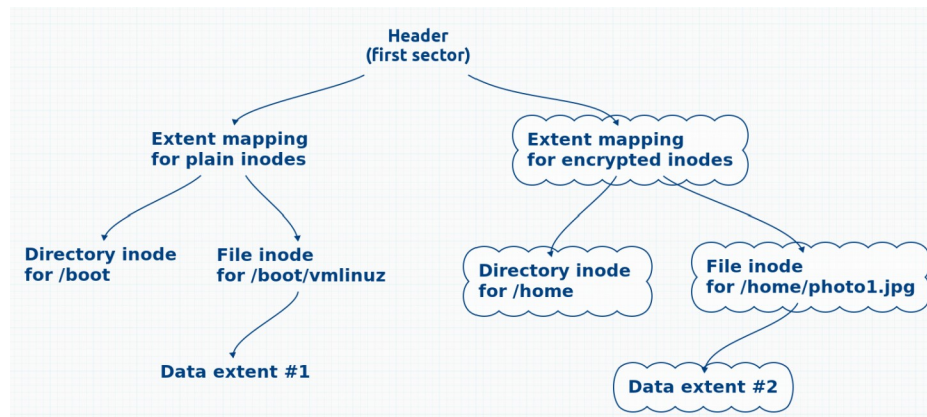 Header
(first sector)
Extent mapping
for plain inodes
Extent mapping
for encrypted inodes
Directory inode
for /boot
File inode
for /boot/vmlinuz
Directory inode
for /home
File inode
for /home/photo1.jpg
Data extent #1
Data extent #2